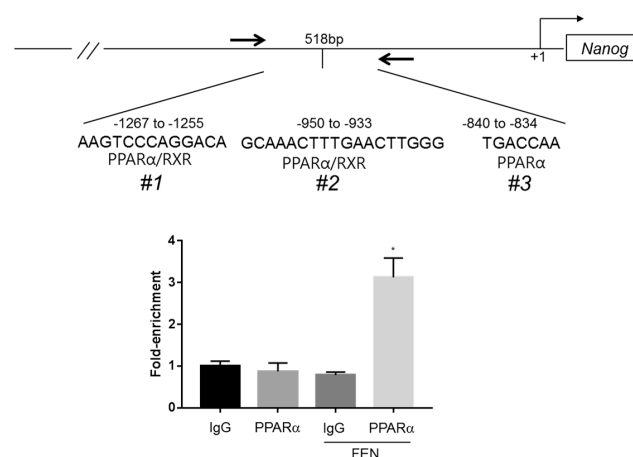 518bp
+1
Nanog
-1267 to -1255
-950 to -933
-840 to -834
AAGTCCCAGGACA
GCAAACTTTGAACTTGGG
TGACCAA
PPARα/RXR
PPARα/RXR
PPARα
#1
#2
#3
*
4
3
2
1
0
Fold-enrichment
IgG
PPARα
IgG
PPARα
FEN